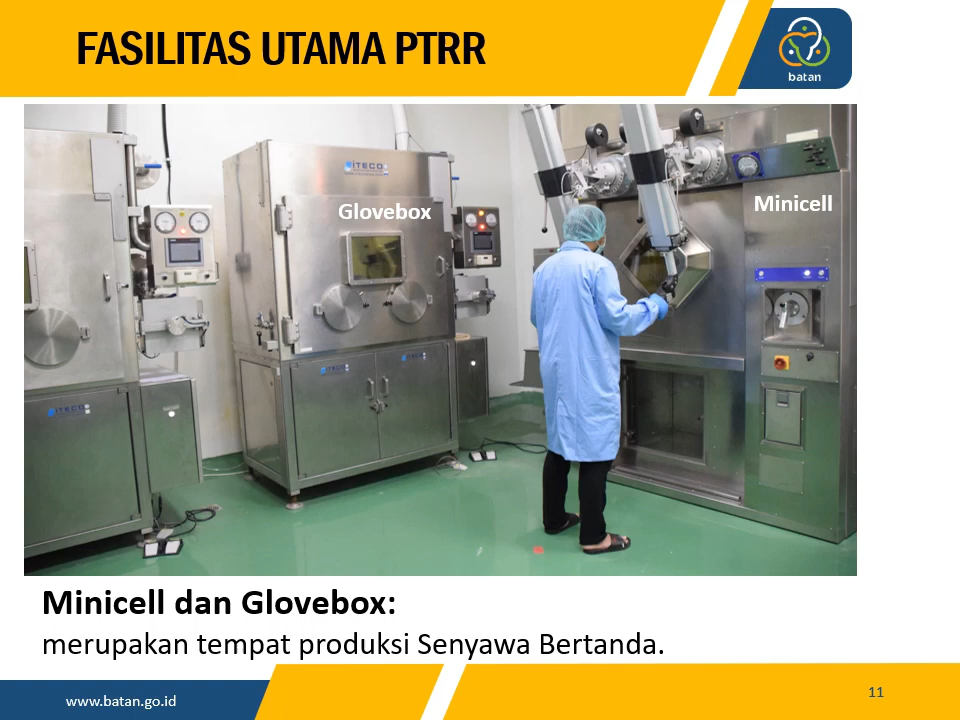 FASILITAS UTAMA PTRR
batan
ITECO
Glovebox
Minicell
ITECO
ITECO
ITECO
Minicell dan Glovebox:
merupakan tempat produksi Senyawa Bertanda.
www.batan.go.id
11